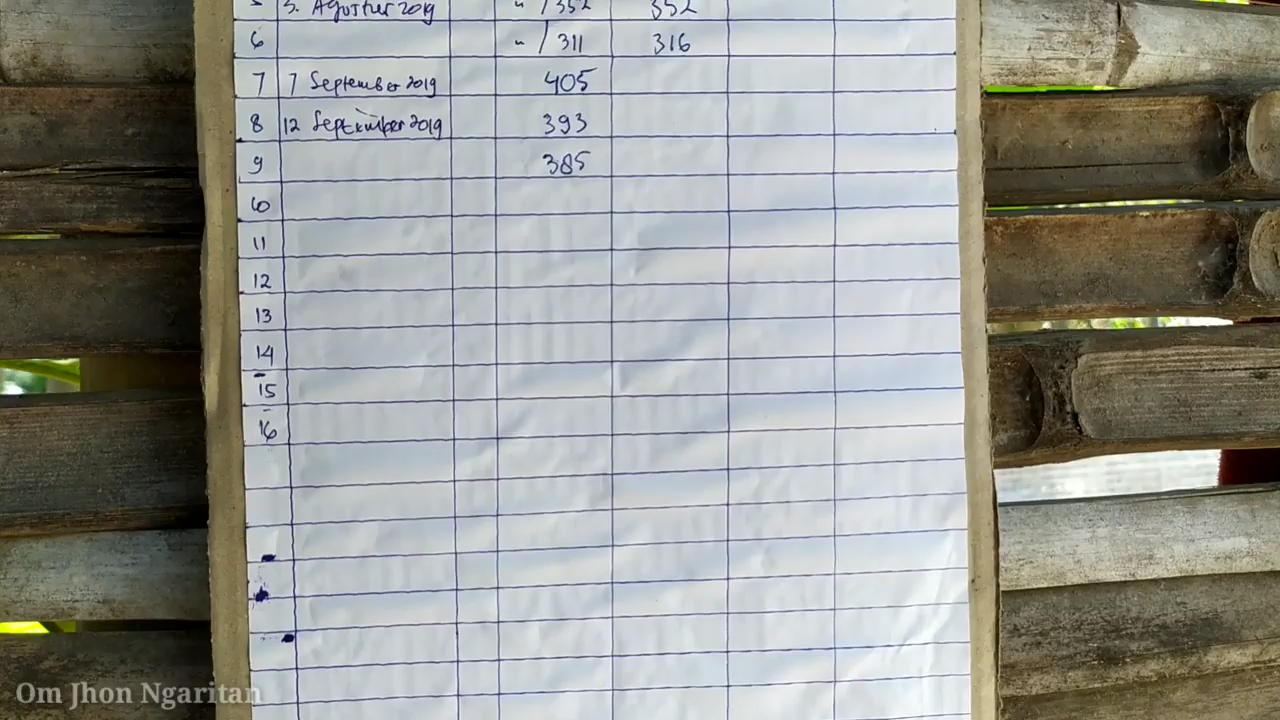 5 3. Agustus 2019 " / 352 352
6 " / 311 316
7 7 September 2019 405
8 12 September 2019 393
9 385
10
11
12
13
14
15
16
Om Jhon Ngaritan